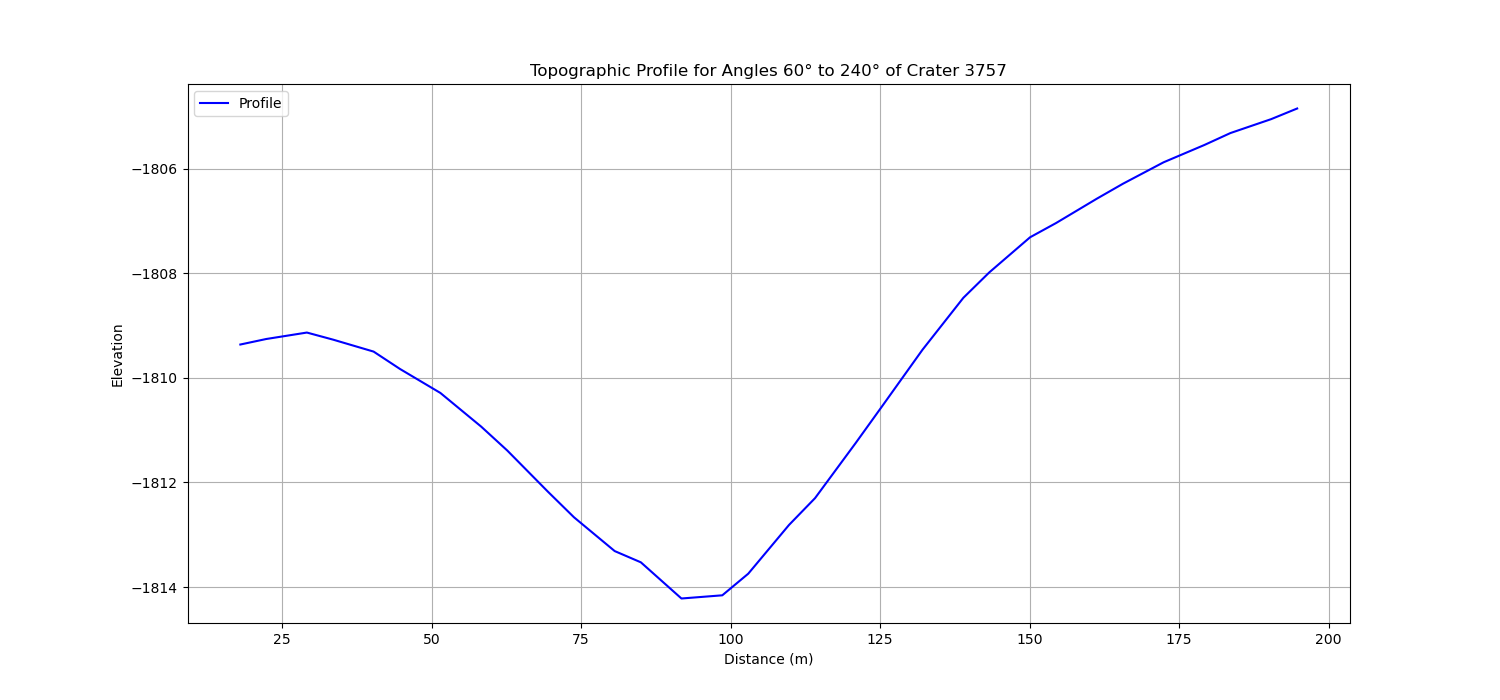 Topographic Profile for Angles 60° to 240° of Crater 3757
Profile
−1806
−1808
−1810
−1812
−1814
Elevation
25 50 75 100 125 150 175 200
Distance (m)